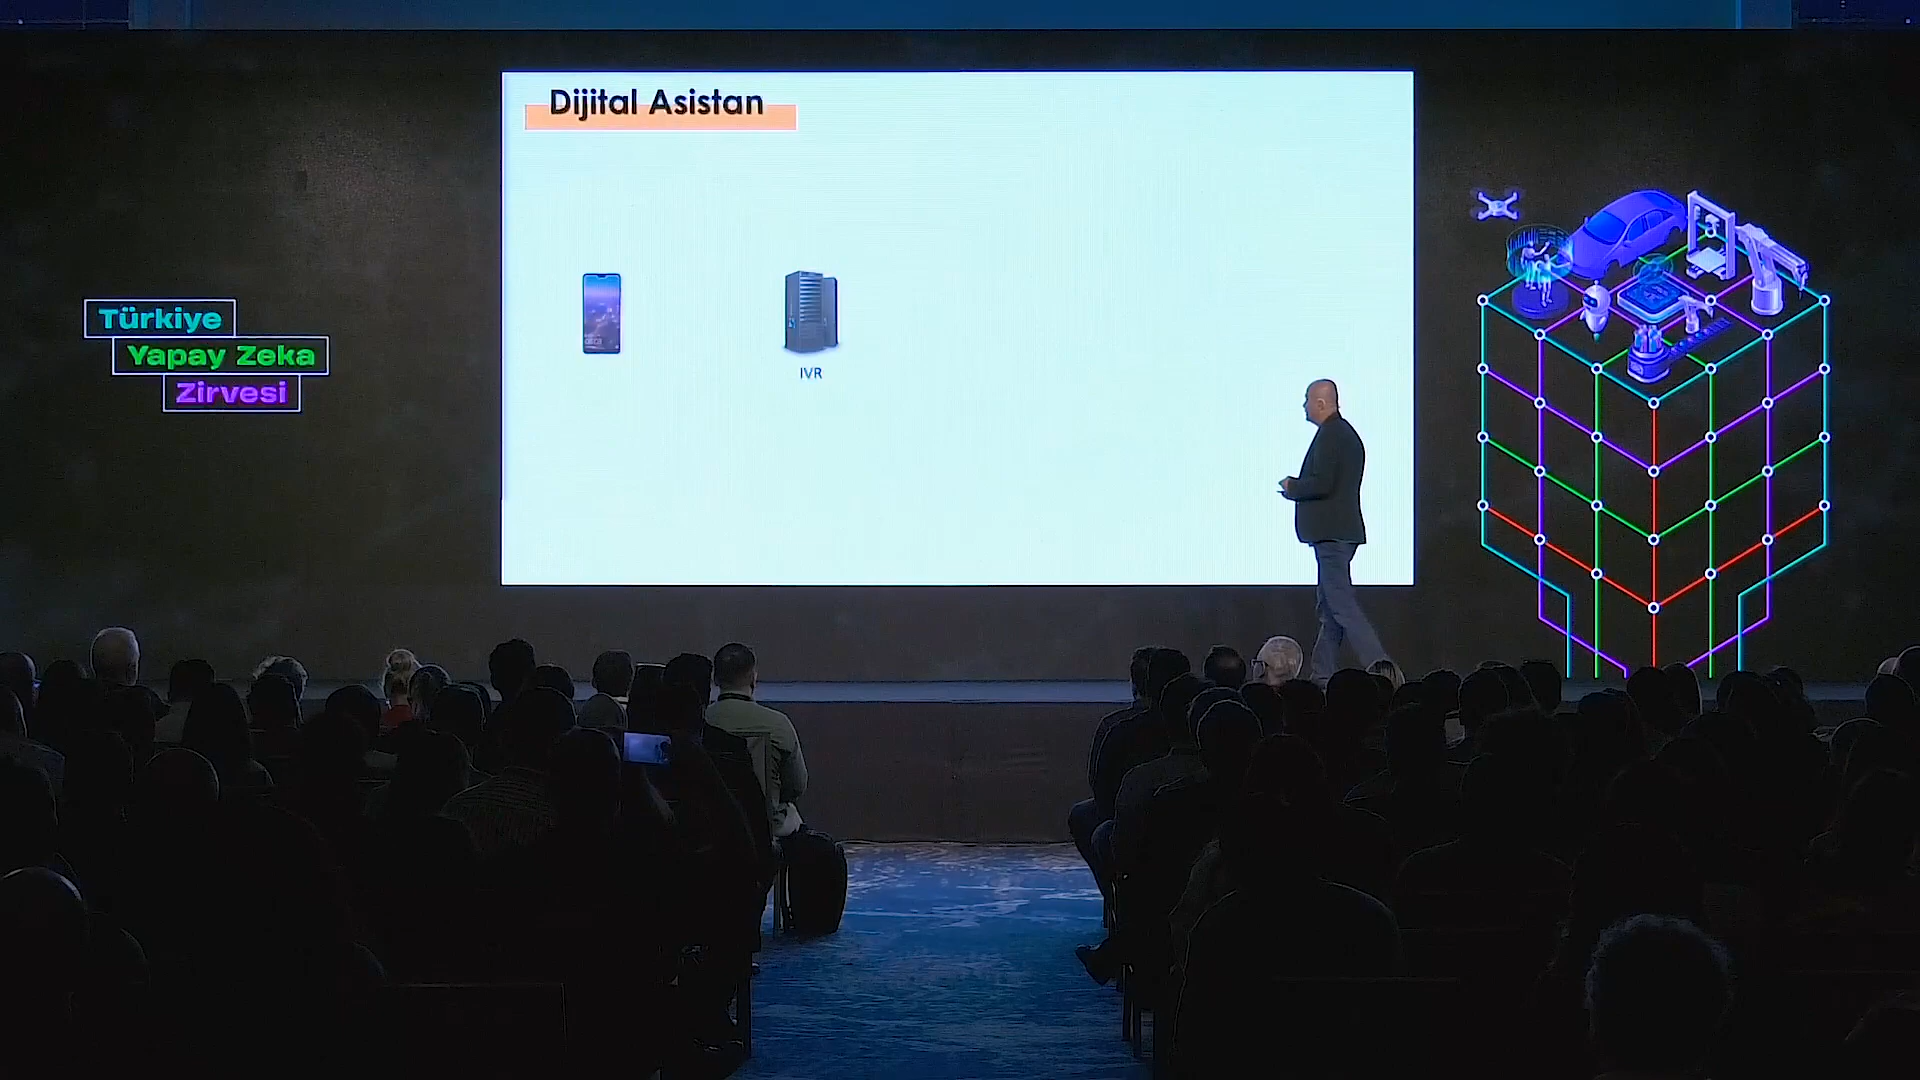 Dijital Asistan
IVR
Türkiye
Yapay Zeka
Zirvesi